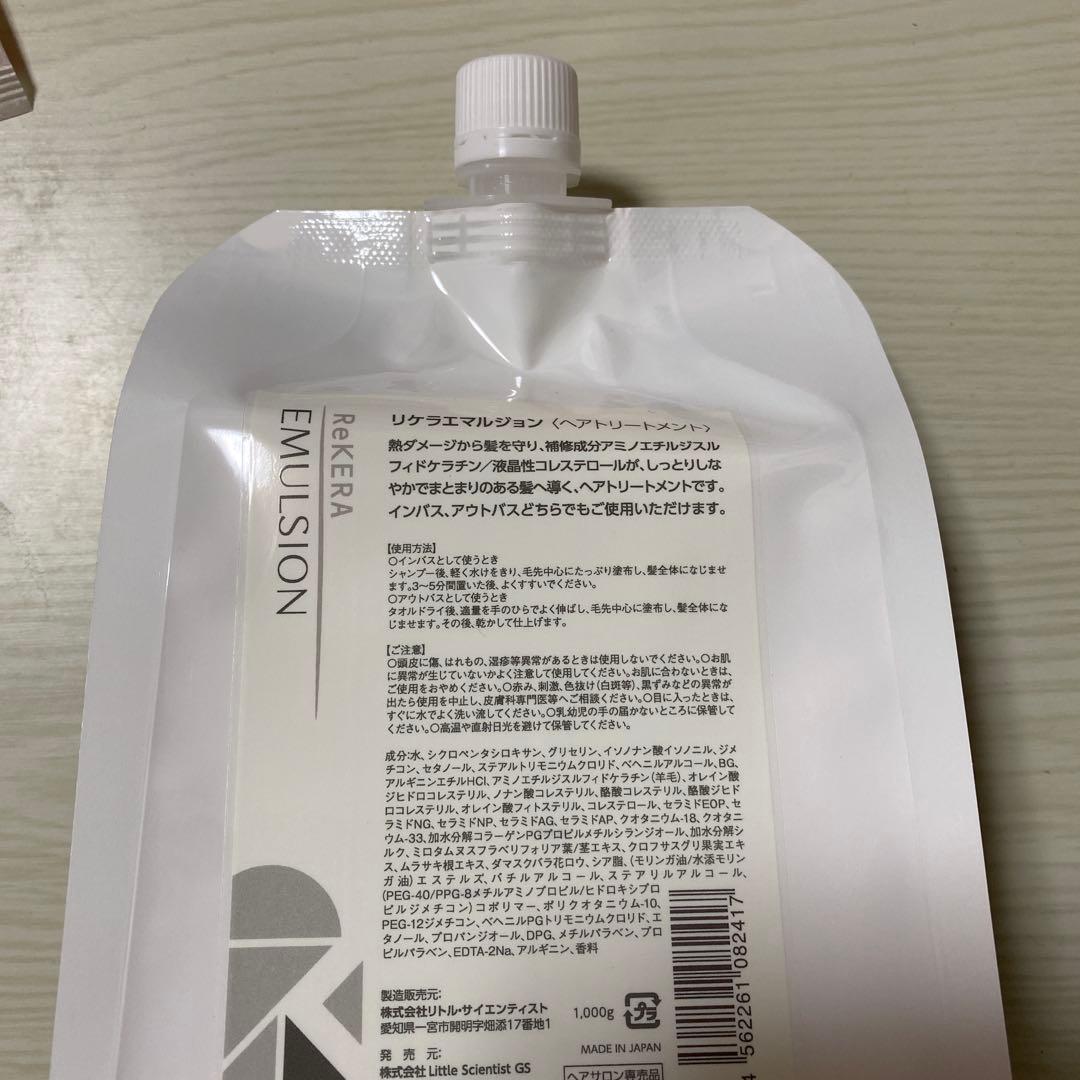 ReKERA
EMULSION
リケラエマルジョン〈ヘアトリートメント〉
熱ダメージから髪を守り、補修成分アミノエチルジスル
フィドケラチン/液晶性コレステロールが、しっとりしな
やかでまとまりのある髪へ導く、ヘアトリートメントです。
インバス、アウトバスどちらでもご使用いただけます。
【使用方法】
〇インバスとして使うとき
シャンプー後、軽く水けをきり、毛先中心にたっぷり塗布し、髪全体になじませ
ます。3〜5分間置いた後、よくすすいでください。
〇アウトバスとして使うとき
タオルドライ後、適量を手のひらでよく伸ばし、毛先中心に塗布し、髪全体にな
じませます。その後、乾かして仕上げます。
【ご注意】
〇頭皮に傷、はれもの、湿疹等異常があるときは使用しないでください。〇お肌
に異常が生じていないかよく注意して使用してください。お肌に合わないときは、
ご使用をおやめください。〇赤み、刺激、色抜け(白斑等)、黒ずみなどの異常が
出たら使用を中止し、皮膚科専門医等へご相談ください。〇目に入ったときは、
すぐに水でよく洗い流してください。〇乳幼児の手の届かないところに保管して
ください。〇高温や直射日光を避けて保管してください。
成分:水、シクロペンタシロキサン、グリセリン、イソノナン酸イソノニル、ジメ
チコン、セタノール、ステアルトリモニウムクロリド、ベヘニルアルコール、BG、
アルギニンエチルHCl、アミノエチルジスルフィドケラチン(羊毛)、オレイン酸
ジヒドロコレステリル、ノナン酸コレステリル、酪酸コレステリル、酪酸ジヒド
ロコレステリル、オレイン酸フィトステリル、コレステロール、セラミドEOP、セ
ラミドNG、セラミドNP、セラミドAG、セラミドAP、クオタニウム-18、クオタニ
ウム-33、加水分解コラーゲンPGプロピルメチルシランジオール、加水分解シ
ルク、ミロタムヌスフラベリフォリア葉/茎エキス、クロフサスグリ果実エキ
ス、ムラサキ根エキス、ダマスクバラ花ロウ、シア脂、(モリンガ油/水添モリン
ガ油)エステルズ、バチルアルコール、ステアリルアルコール、
(PEG-40/PPG-8メチルアミノプロピル/ヒドロキシプロ
ピルジメチコン)コポリマー、ポリクオタニウム-10、
PEG-12ジメチコン、ベヘニルPGトリモニウムクロリド、エ
タノール、プロパンジオール、DPG、メチルパラベン、プロ
ピルパラベン、EDTA-2Na、アルギニン、香料
製造販売元:
株式会社リトル・サイエンティスト
愛知県一宮市開明字畑添17番地1
発 売 元:
株式会社 Little Scientist GS
1,000g
プラ
MADE IN JAPAN
ヘアサロン専売品
4 562261 082417